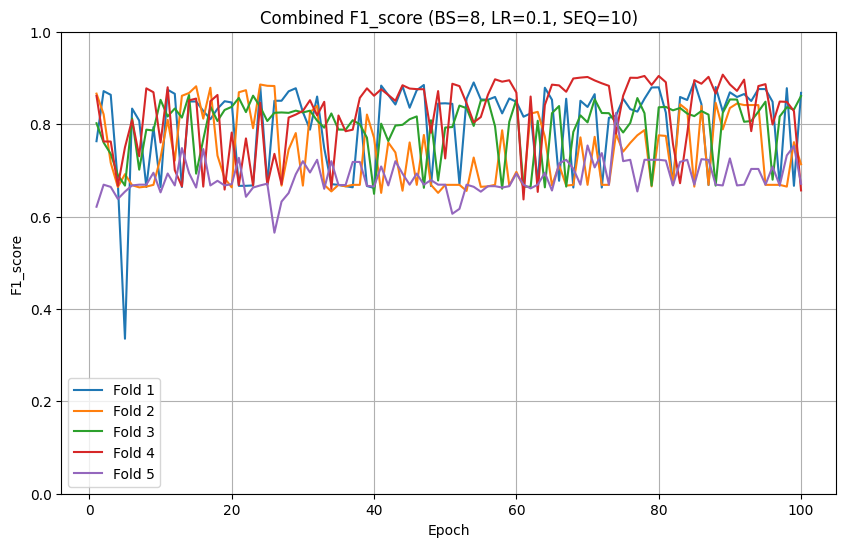 Combined F1_score (BS=8, LR=0.1, SEQ=10)
1.0
0.8
0.6
0.4
0.2
0.0
F1_score
Fold 1
Fold 2
Fold 3
Fold 4
Fold 5
0 20 40 60 80 100
Epoch